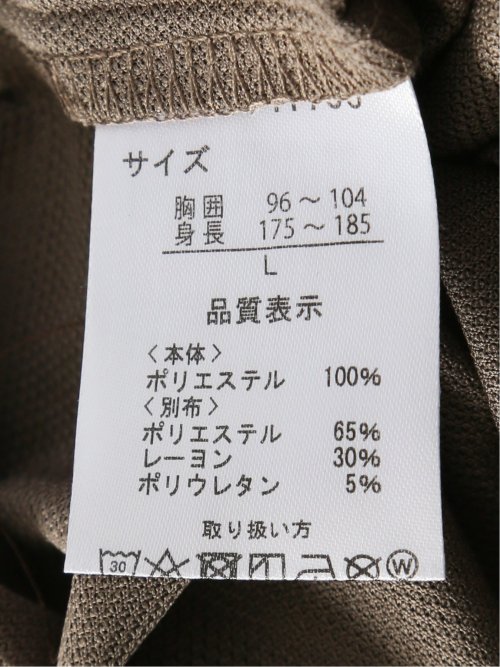 サイズ
胸囲 96～104
身長 175～185
L
品質表示
〈本体〉
ポリエステル 100%
〈別布〉
ポリエステル 65%
レーヨン 30%
ポリウレタン 5%
取り扱い方
30 W